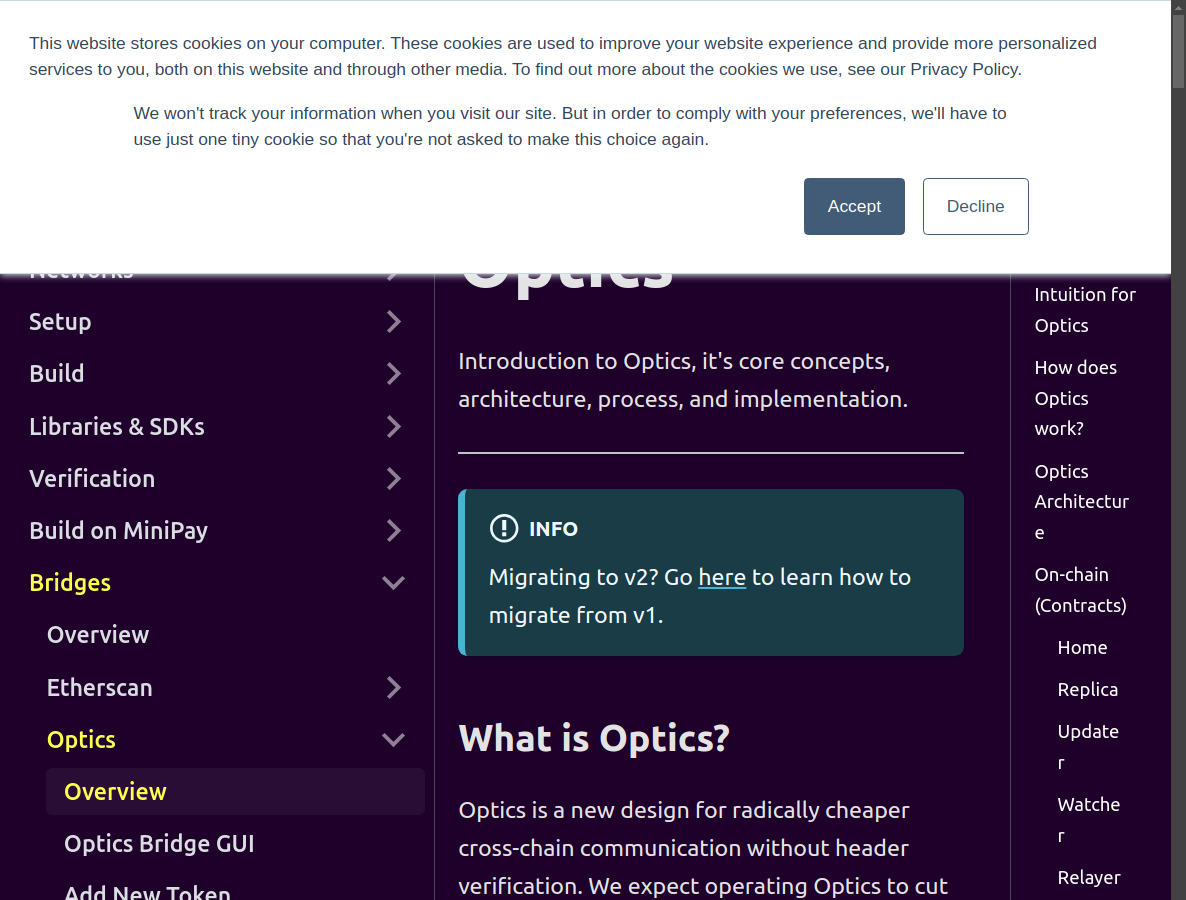 This website stores cookies on your computer. These cookies are used to improve your website experience and provide more personalized
services to you, both on this website and through other media. To find out more about the cookies we use, see our Privacy Policy.
We won't track your information when you visit our site. But in order to comply with your preferences, we'll have to
use just one tiny cookie so that you're not asked to make this choice again.
Accept
Decline
Networks
Setup
Build
Libraries & SDKs
Verification
Build on MiniPay
Bridges
Overview
Etherscan
Optics
Overview
Optics Bridge GUI
Add New Token
Optics
Introduction to Optics, it's core concepts,
architecture, process, and implementation.
INFO
Migrating to v2? Go here to learn how to
migrate from v1.
What is Optics?
Optics is a new design for radically cheaper
cross-chain communication without header
verification. We expect operating Optics to cut
Intuition for
Optics
How does
Optics
work?
Optics
Architectur
e
On-chain
(Contracts)
Home
Replica
Update
r
Watche
r
Relayer